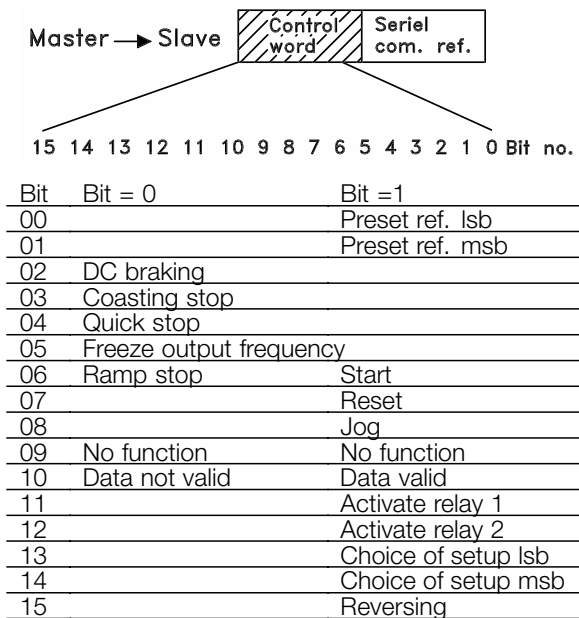 Master → Slave Control word Seriel com. ref.
15 14 13 12 11 10 9 8 7 6 5 4 3 2 1 0 Bit no.
Bit Bit = 0 Bit =1
00 Preset ref. lsb
01 Preset ref. msb
02 DC braking
03 Coasting stop
04 Quick stop
05 Freeze output frequency
06 Ramp stop Start
07 Reset
08 Jog
09 No function No function
10 Data not valid Data valid
11 Activate relay 1
12 Activate relay 2
13 Choice of setup lsb
14 Choice of setup msb
15 Reversing